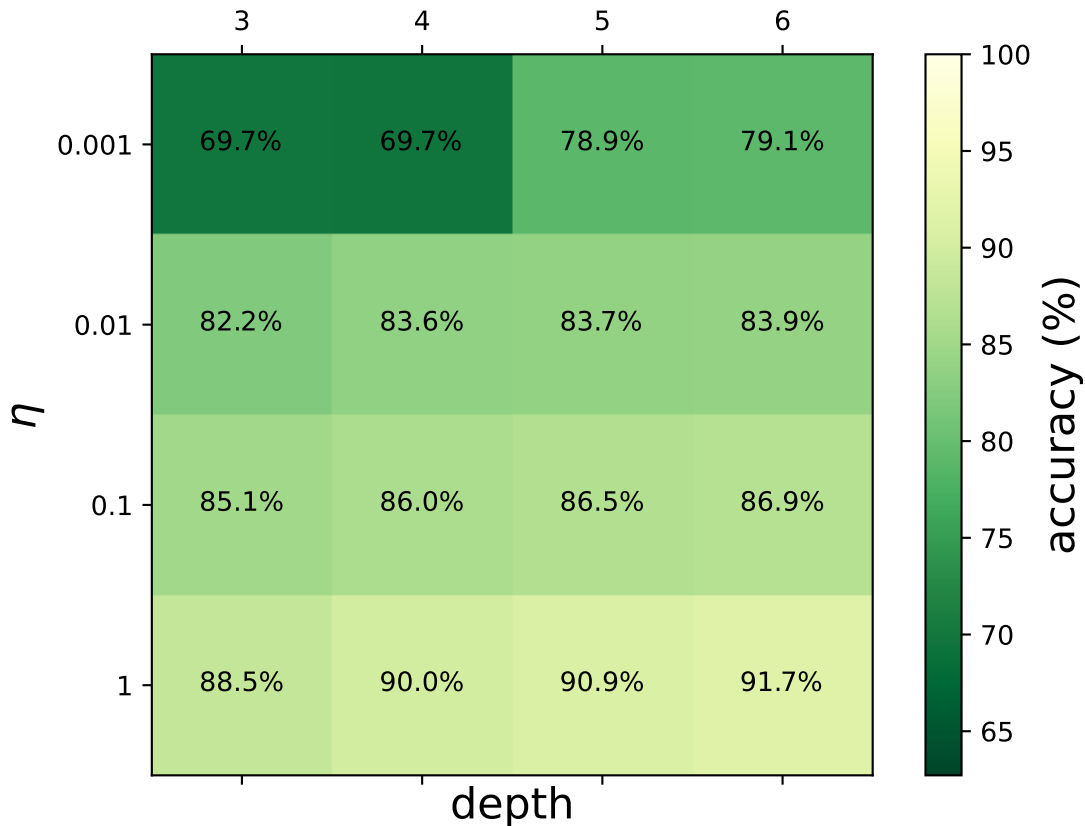 3 4 5 6
0.001 69.7% 69.7% 78.9% 79.1%
0.01 82.2% 83.6% 83.7% 83.9%
0.1 85.1% 86.0% 86.5% 86.9%
1 88.5% 90.0% 90.9% 91.7%
η
depth
100
95
90
85
80
75
70
65
accuracy (%)